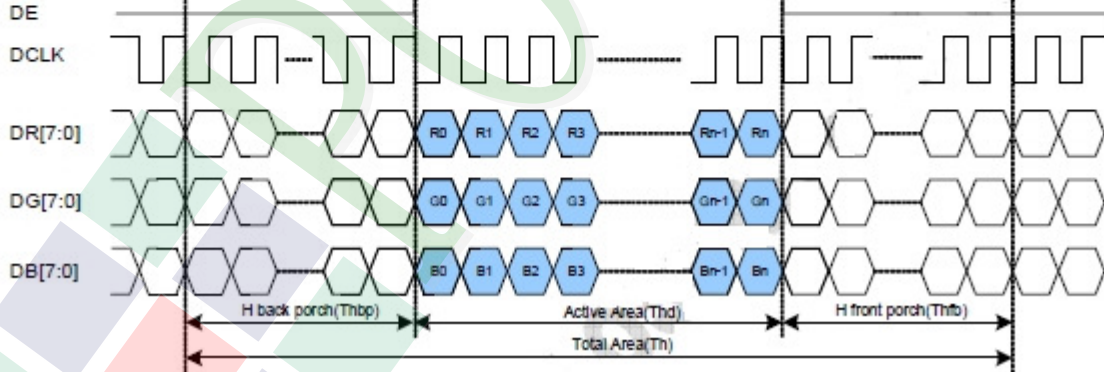 DE
DCLK
DR[7:0] R0 R1 R2 R3 Rn-1 Rn
DG[7:0] G0 G1 G2 G3 Gn-1 Gn
DB[7:0] B0 B1 B2 B3 Bn-1 Bn
H back porch(Thbp) Active Area(Thd) H front porch(Thfb)
Total Area(Th)